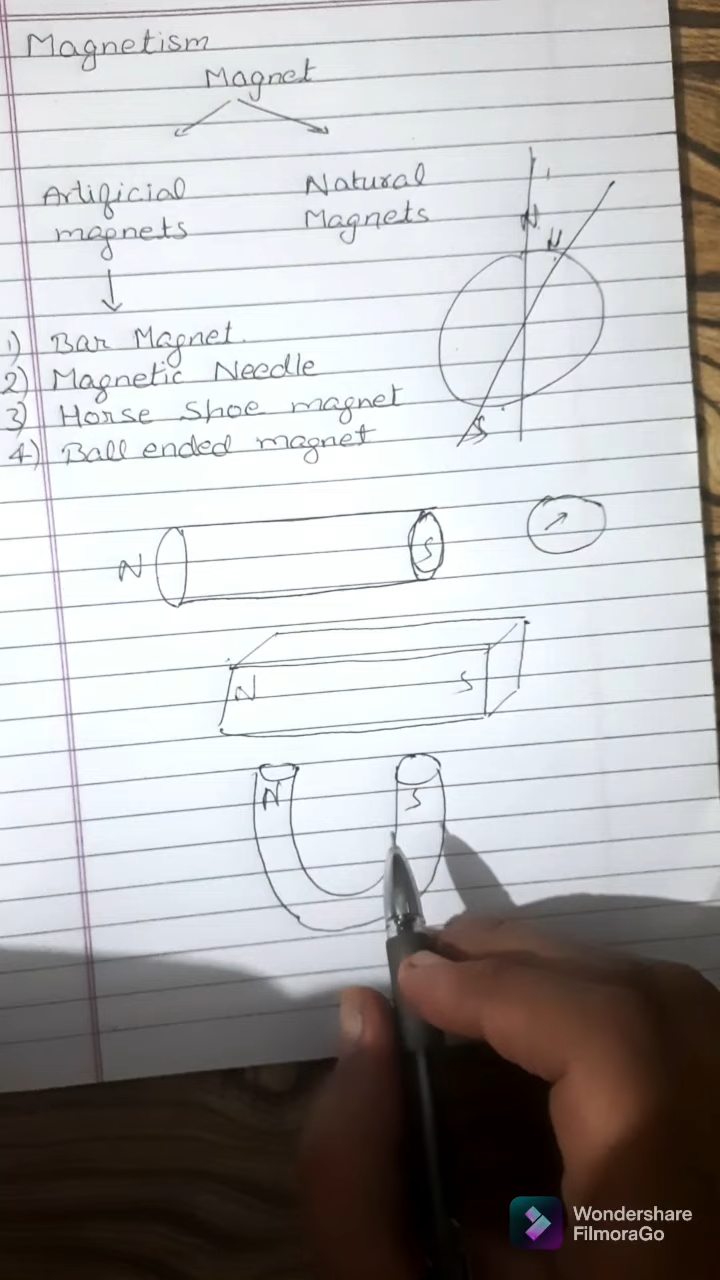 Magnetism
Magnet
Artificial
magnets
Natural
Magnets
1) Bar Magnet.
2) Magnetic Needle
3) Horse Shoe magnet
4) Ball ended magnet
N
N
S
N
S
N
S
N
S
Wondershare
FilmoraGo